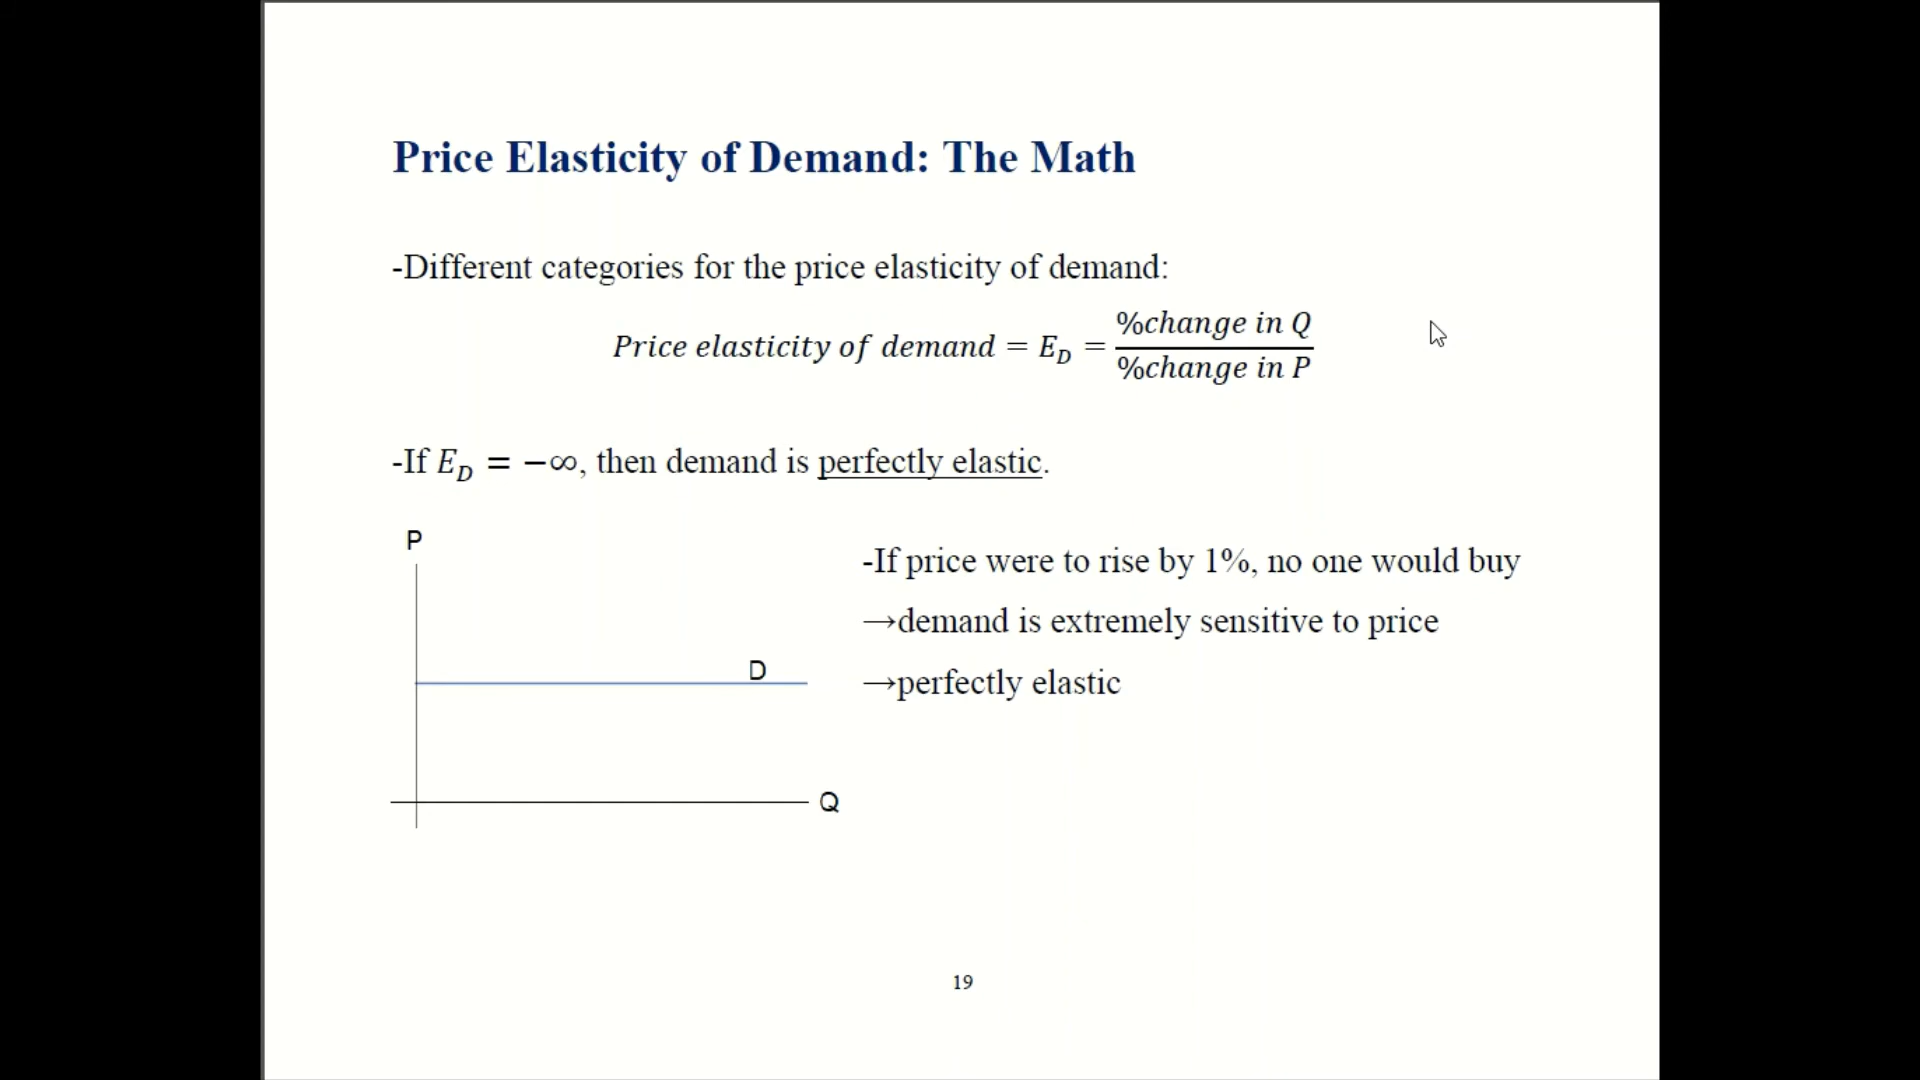 Price Elasticity of Demand: The Math
-Different categories for the price elasticity of demand:
Price elasticity of demand = E_D = %change in Q / %change in P
-If E_D = −∞, then demand is perfectly elastic.
P
-If price were to rise by 1%, no one would buy
→demand is extremely sensitive to price
D
→perfectly elastic
Q
19